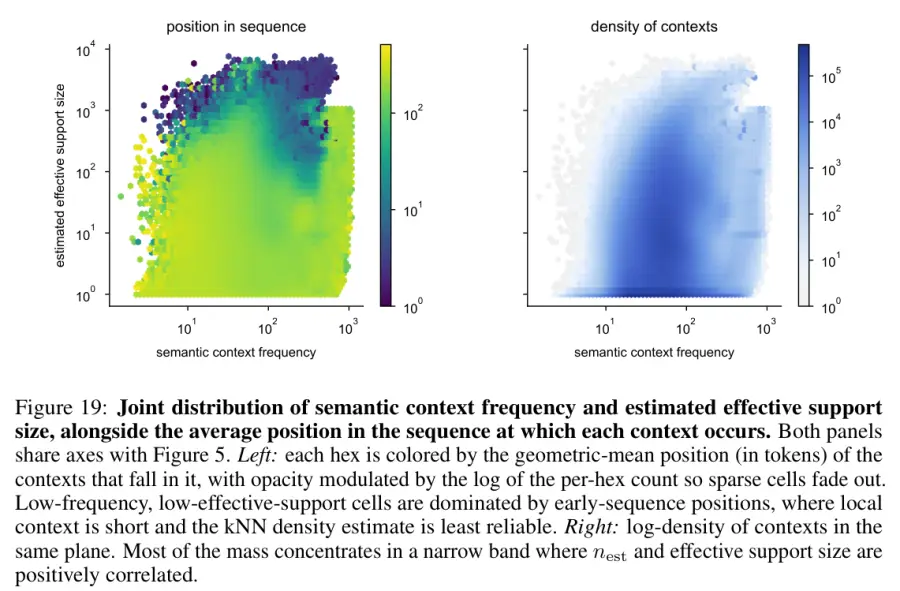 position in sequence
density of contexts
10^4
10^3
10^2
10^1
10^0
estimated effective support size
10^1
10^2
10^3
semantic context frequency
10^2
10^1
10^0
10^1
10^2
10^3
semantic context frequency
10^5
10^4
10^3
10^2
10^1
10^0
Figure 19: Joint distribution of semantic context frequency and estimated effective support
size, alongside the average position in the sequence at which each context occurs. Both panels
share axes with Figure 5. Left: each hex is colored by the geometric-mean position (in tokens) of the
contexts that fall in it, with opacity modulated by the log of the per-hex count so sparse cells fade out.
Low-frequency, low-effective-support cells are dominated by early-sequence positions, where local
context is short and the kNN density estimate is least reliable. Right: log-density of contexts in the
same plane. Most of the mass concentrates in a narrow band where n_est and effective support size are
positively correlated.